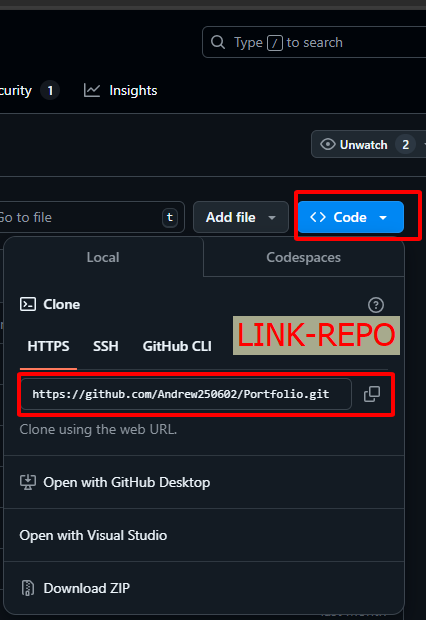 Type / to search
curity 1
Insights
Unwatch 2
Go to file t
Add file
<> Code
Local
Codespaces
Clone
?
HTTPS
SSH
GitHub CLI
LINK-REPO
https://github.com/Andrew250602/Portfolio.git
Clone using the web URL.
Open with GitHub Desktop
Open with Visual Studio
Download ZIP
last month